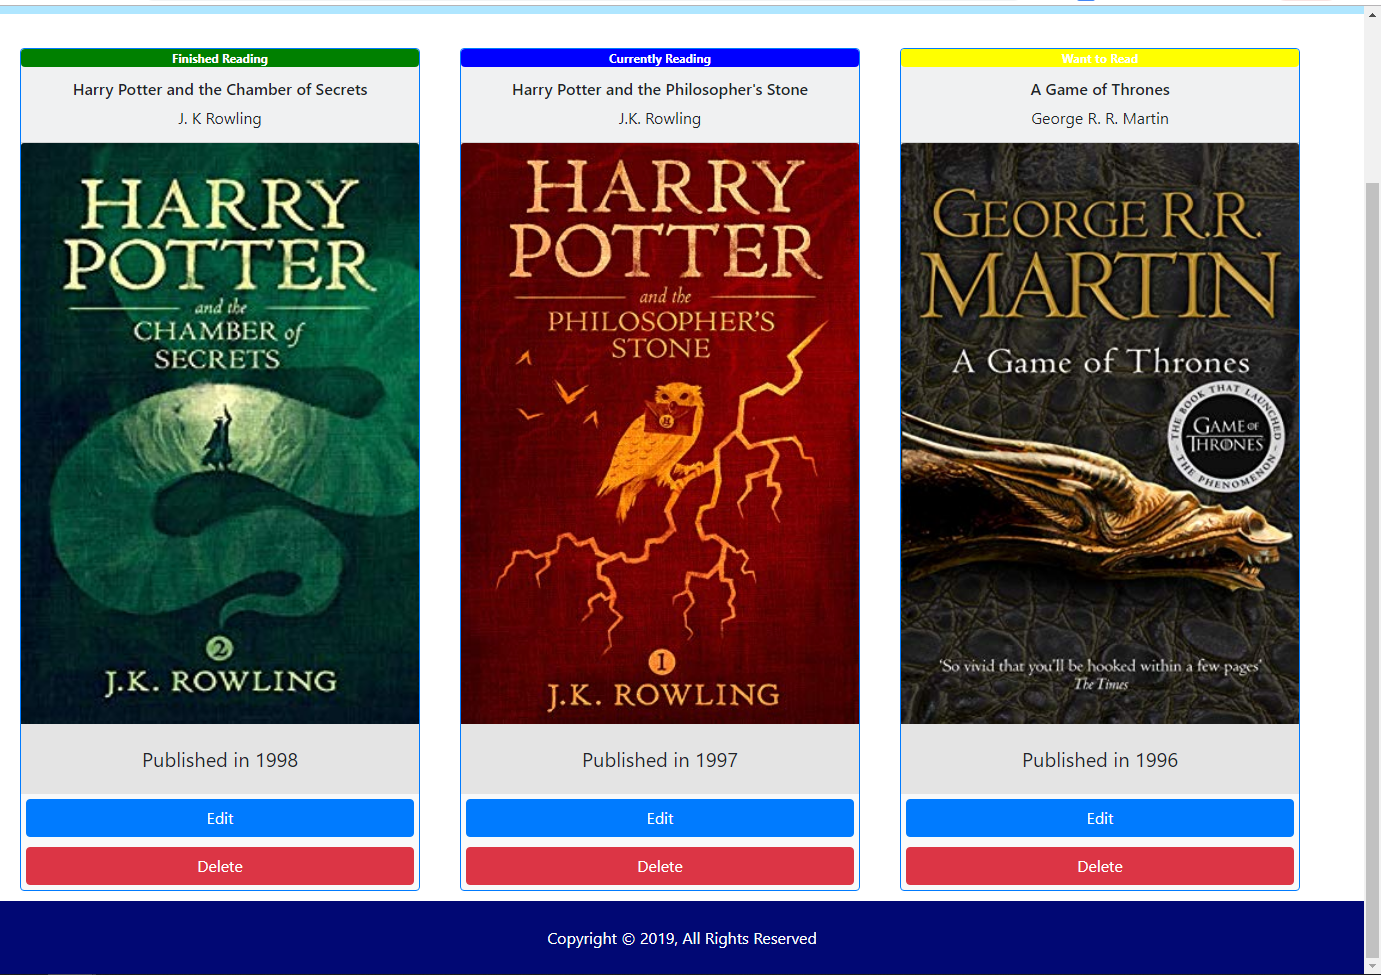 Finished Reading
Harry Potter and the Chamber of Secrets
J. K Rowling
HARRY
POTTER
and the
CHAMBER of
SECRETS
2
J.K. ROWLING
Published in 1998
Edit
Delete
Currently Reading
Harry Potter and the Philosopher's Stone
J.K. Rowling
HARRY
POTTER
and the
PHILOSOPHER'S
STONE
1
J.K. ROWLING
Published in 1997
Edit
Delete
Want to Read
A Game of Thrones
George R. R. Martin
GEORGE R.R.
MARTIN
A Game of Thrones
THE BOOK THAT LAUNCHED
GAME OF
THRONES
- THE PHENOMENON -
'So vivid that you'll be hooked within a few pages'
The Times
Published in 1996
Edit
Delete
Copyright © 2019, All Rights Reserved